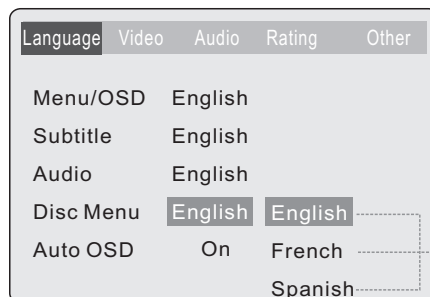 Language Video Audio Rating Other
Menu/OSD English
Subtitle English
Audio English
Disc Menu English English
Auto OSD On French
Spanish